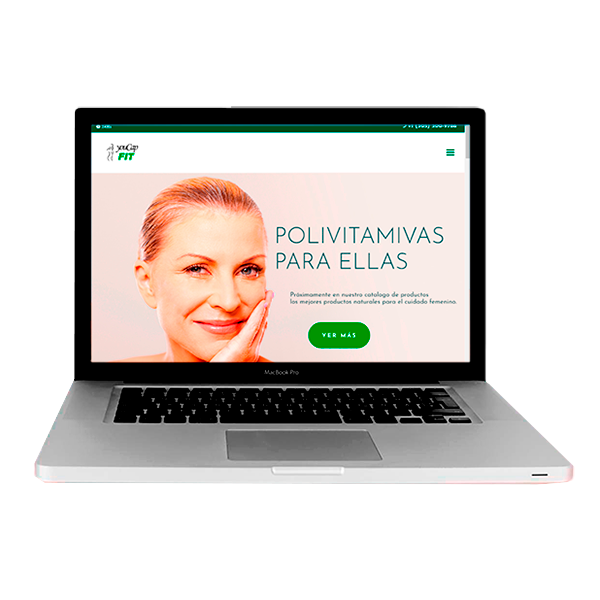 youCap
FIT
POLIVITAMIVAS
PARA ELLAS
Próximamente en nuestro catalogo de productos
los mejores productos naturales para el cuidado femenino.
VER MÁS
MacBook Pro